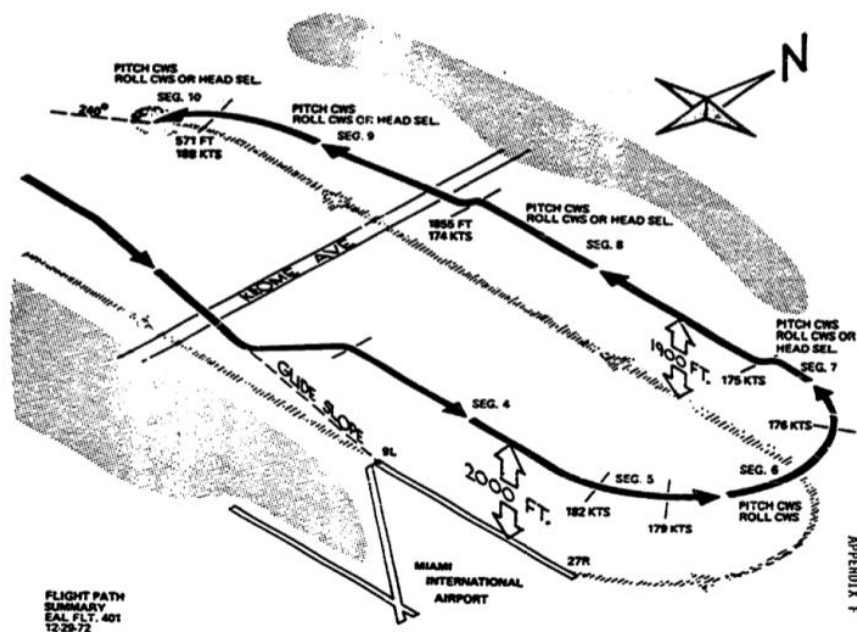 N
PITCH CWS
ROLL CWS OR HEAD SEL.
SEG. 10
240°
571 FT
188 KTS
PITCH CWS
ROLL CWS OR HEAD SEL.
SEG. 9
1855 FT
174 KTS
PITCH CWS
ROLL CWS OR HEAD SEL.
SEG. 8
KROME AVE
1900 FT.
PITCH CWS
ROLL CWS OR
HEAD SEL.
SEG. 7
175 KTS
176 KTS
GLIDE SLOPE
SEG. 4
9L
2000 FT.
SEG. 5
182 KTS
179 KTS
SEG. 6
PITCH CWS
ROLL CWS
27R
MIAMI
INTERNATIONAL
AIRPORT
FLIGHT PATH
SUMMARY
EAL FLT. 401
12-29-72
APPENDIX F